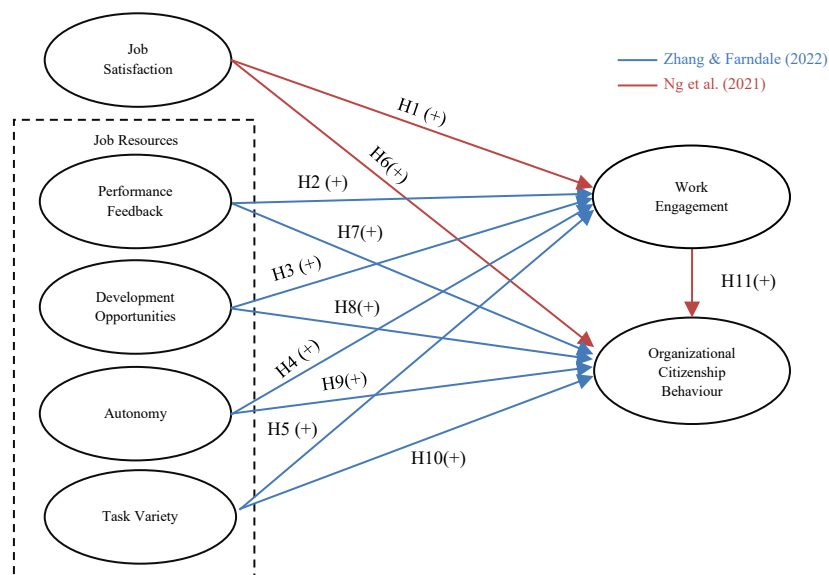 Job
Satisfaction
Zhang & Farndale (2022)
Ng et al. (2021)
H1 (+)
H6(+)
Job Resources
Performance
Feedback
H2 (+)
Work
Engagement
H7(+)
H3 (+)
Development
Opportunities
H8(+)
H11(+)
H4 (+)
Organizational
Citizenship
Behaviour
H9(+)
Autonomy
H5 (+)
H10(+)
Task Variety